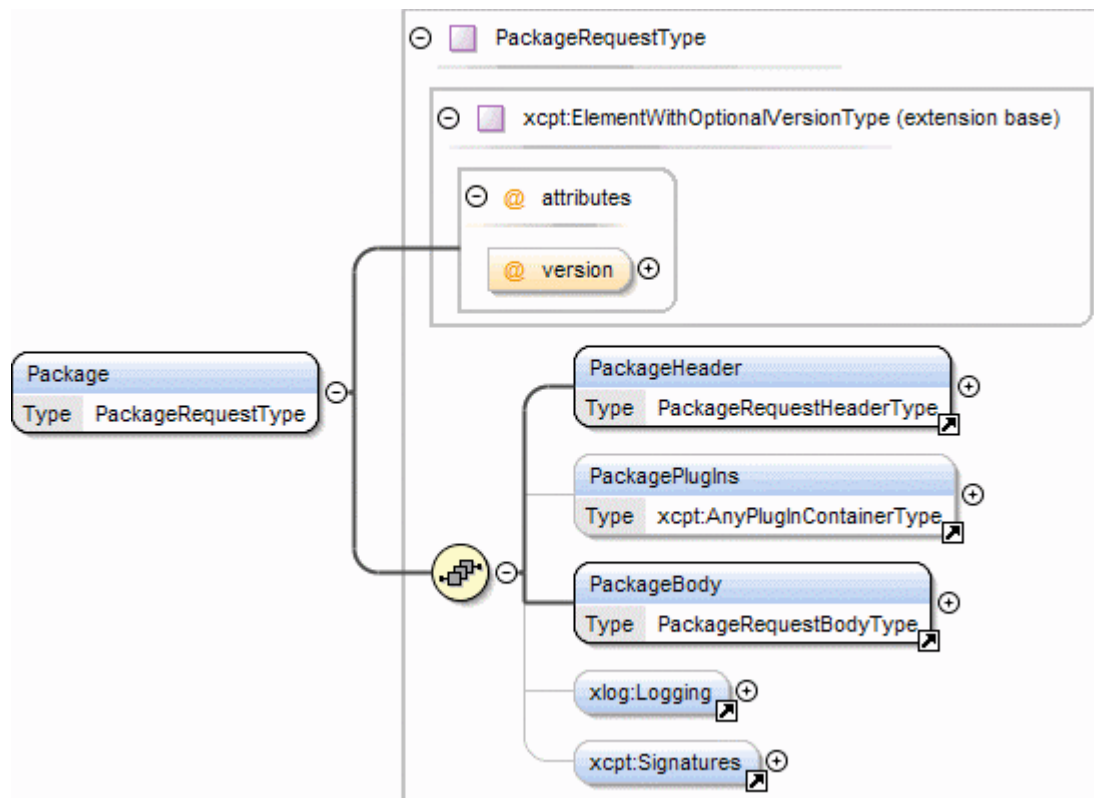 PackageRequestType
xcpt:ElementWithOptionalVersionType (extension base)
@ attributes
@ version
Package
Type PackageRequestType
PackageHeader
Type PackageRequestHeaderType
PackagePlugIns
Type xcpt:AnyPlugInContainerType
PackageBody
Type PackageRequestBodyType
xlog:Logging
xcpt:Signatures